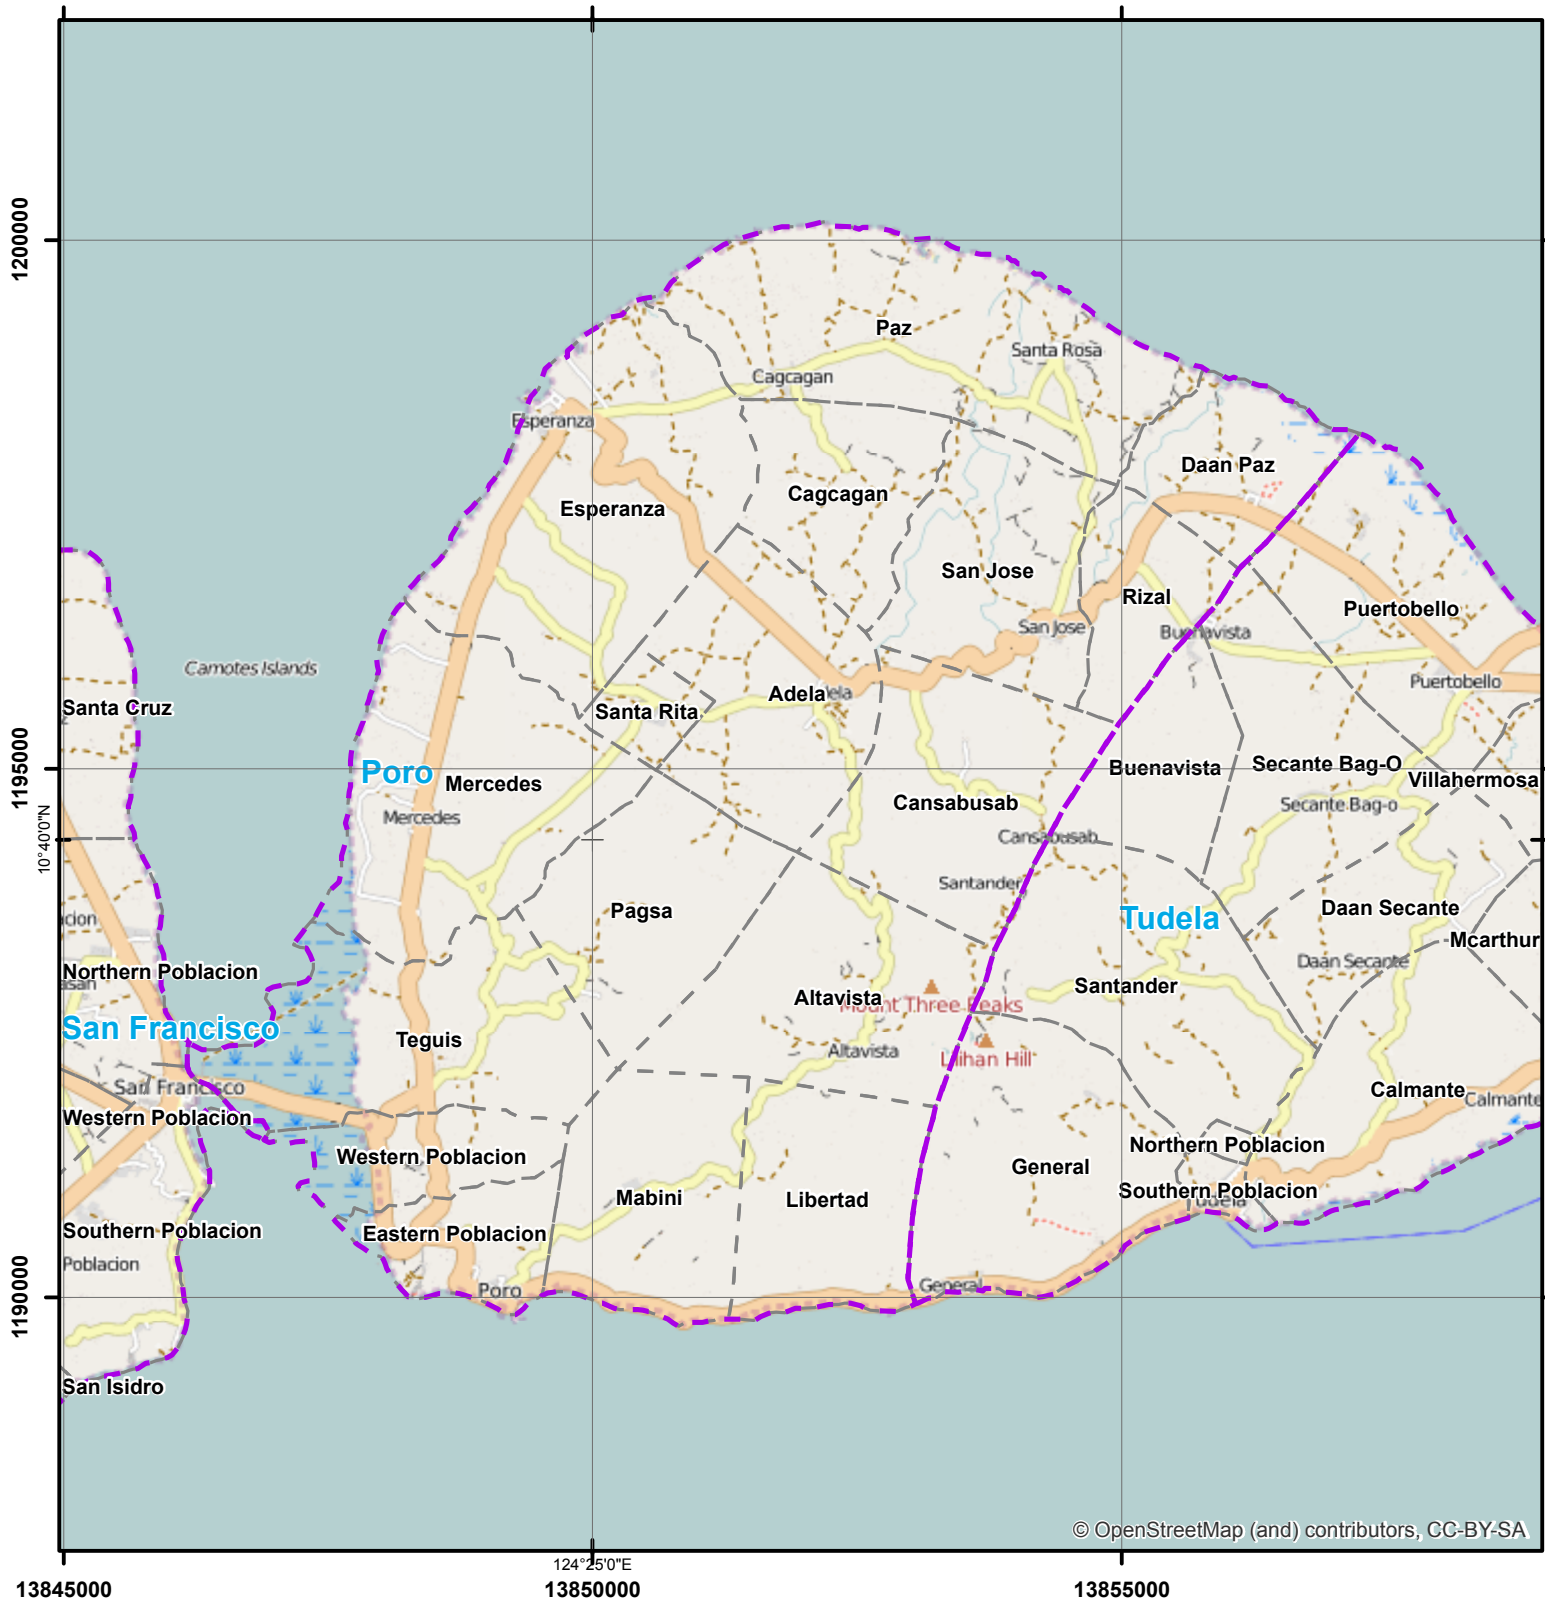 1200000
Paz
Santa Rosa
Cagcagan
Esperanza
Daan Paz
Cagcagan
Esperanza
San Jose
Rizal
Puertobello
San Jose
Buenavista
Camotes Islands
Puertobello
Adela
Santa Cruz
Santa Rita
1195000
Poro
Buenavista
Secante Bag-O
Villahermosa
Mercedes
Cansabusab
Secante Bag-o
Mercedes
10°40'0"N
Cansabusab
Santander
Pagsa
Tudela
Daan Secante
Mcarthur
Northern Poblacion
Daan Secante
Santander
Altavista
Mount Three Peaks
San Francisco
Teguis
Altavista
San Francisco
Calmante
Calmante
Western Poblacion
Northern Poblacion
Western Poblacion
General
Southern Poblacion
Tudela
Mabini
Libertad
Southern Poblacion
Eastern Poblacion
Poblacion
General
Poro
1190000
San Isidro
© OpenStreetMap (and) contributors, CC-BY-SA
124°25'0"E
13845000
13850000
13855000